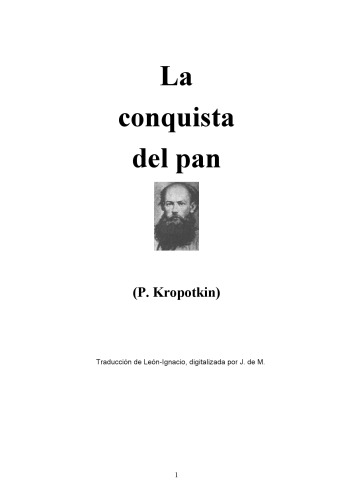 La
conquista
del pan
(P. Kropotkin)
Traducción de León-Ignacio, digitalizada por J. de M.
1